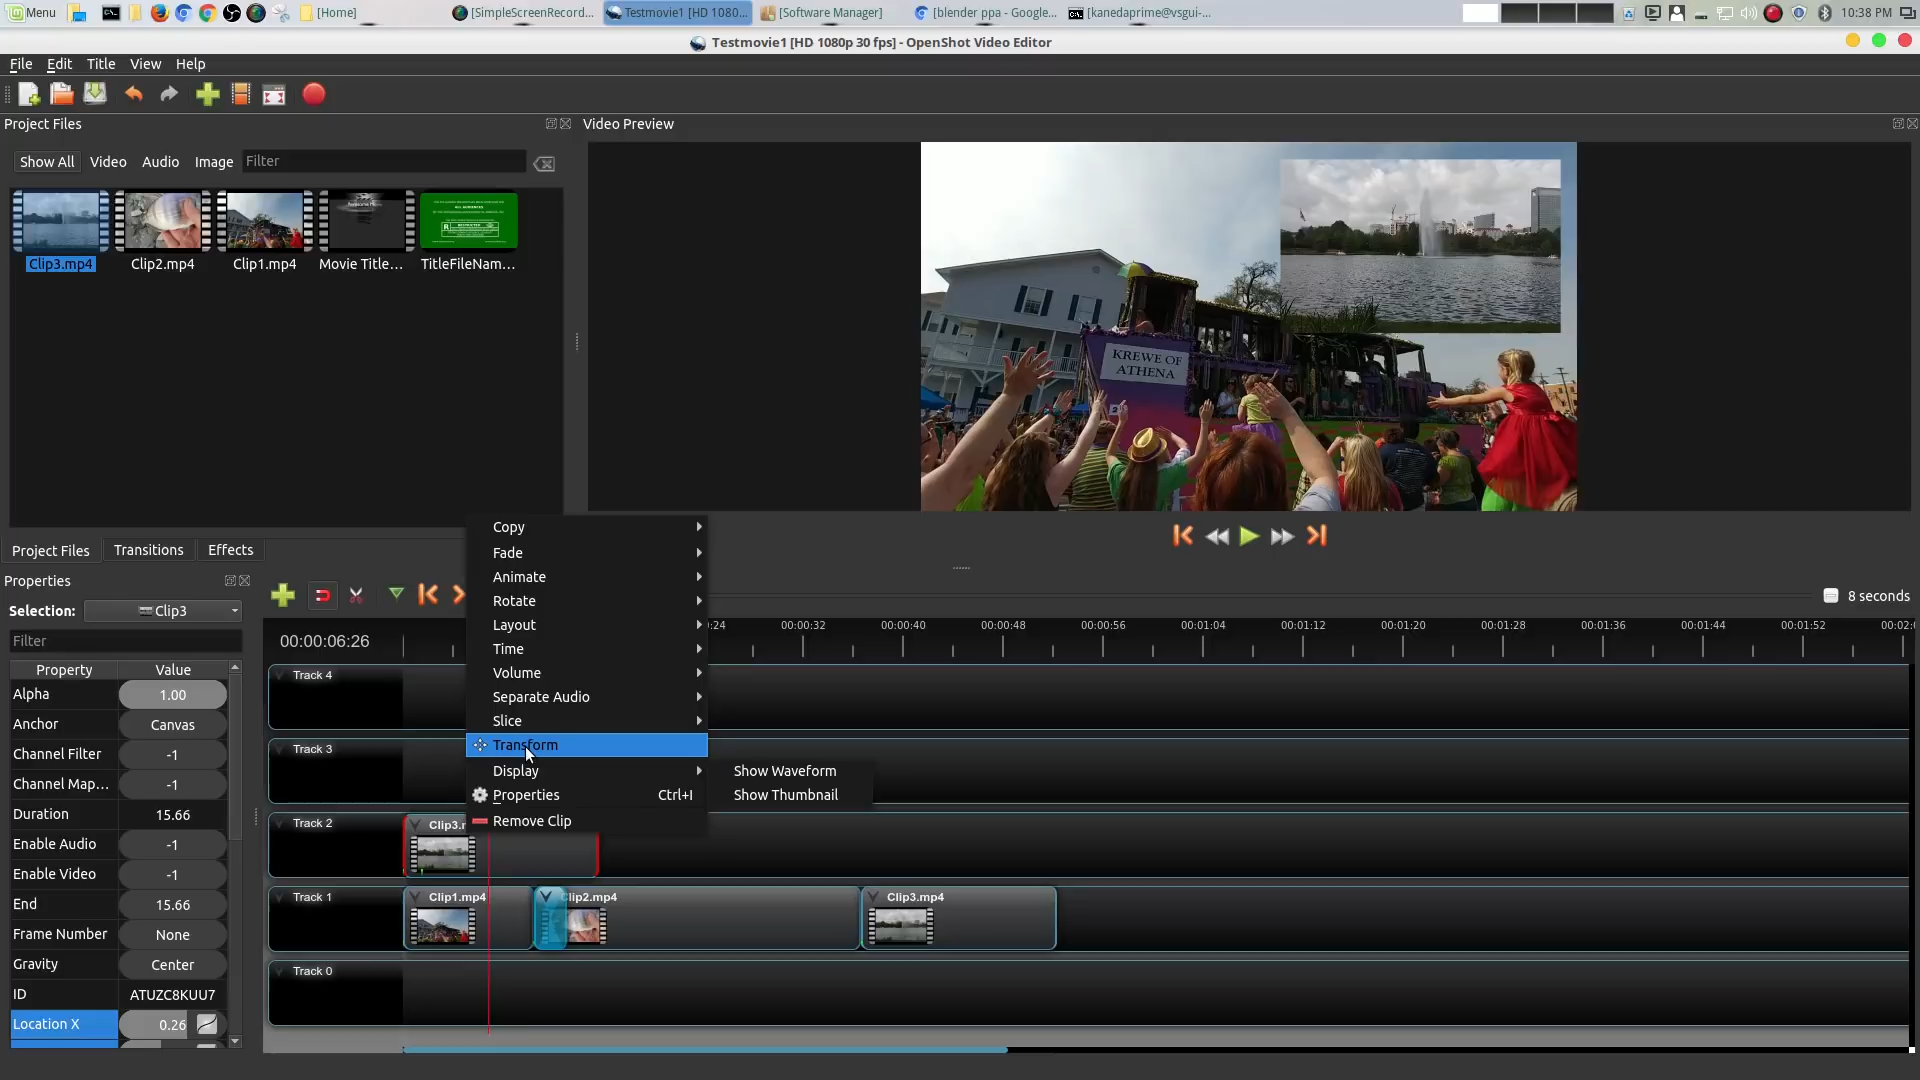 Menu [Home] [SimpleScreenRecord... Testmovie1 [HD 1080... [Software Manager] [blender ppa - Google... [kanedaprime@vsgui-... 10:38 PM
Testmovie1 [HD 1080p 30 fps] - OpenShot Video Editor
File Edit Title View Help
Project Files
Video Preview
Show All Video Audio Image Filter
Clip3.mp4 Clip2.mp4 Clip1.mp4 Movie Title... TitleFileNam...
KREWE OF
ATHENA
Project Files Transitions Effects
Properties
Selection: Clip3
Filter
Property Value
Alpha 1.00
Anchor Canvas
Channel Filter -1
Channel Map... -1
Duration 15.66
Enable Audio -1
Enable Video -1
End 15.66
Frame Number None
Gravity Center
ID ATUZC8KUU7
Location X 0.26
Copy
Fade
Animate
Rotate
Layout
Time
Volume
Separate Audio
Slice
Transform
Display
Properties Ctrl+I
Remove Clip
Show Waveform
Show Thumbnail
8 seconds
00:00:06:26
:24 00:00:32 00:00:40 00:00:48 00:00:56 00:01:04 00:01:12 00:01:20 00:01:28 00:01:36 00:01:44 00:01:52 00:02:0
Track 4
Track 3
Track 2
Clip3.m
Track 1
Clip1.mp4 Clip2.mp4 Clip3.mp4
Track 0